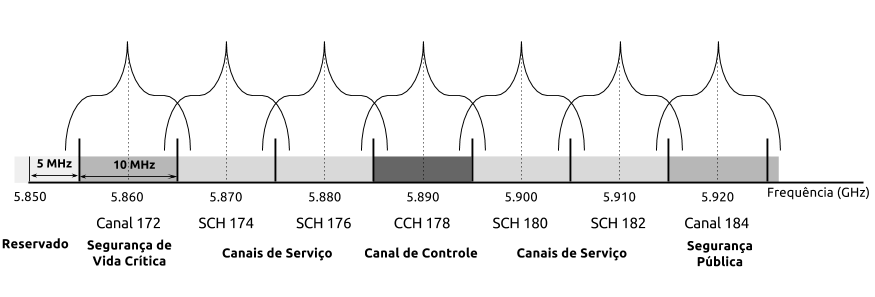 5 MHz
10 MHz
5.850
5.860
5.870
5.880
5.890
5.900
5.910
5.920
Frequência (GHz)
Canal 172
SCH 174
SCH 176
CCH 178
SCH 180
SCH 182
Canal 184
Reservado
Segurança de
Vida Crítica
Canais de Serviço
Canal de Controle
Canais de Serviço
Segurança
Pública